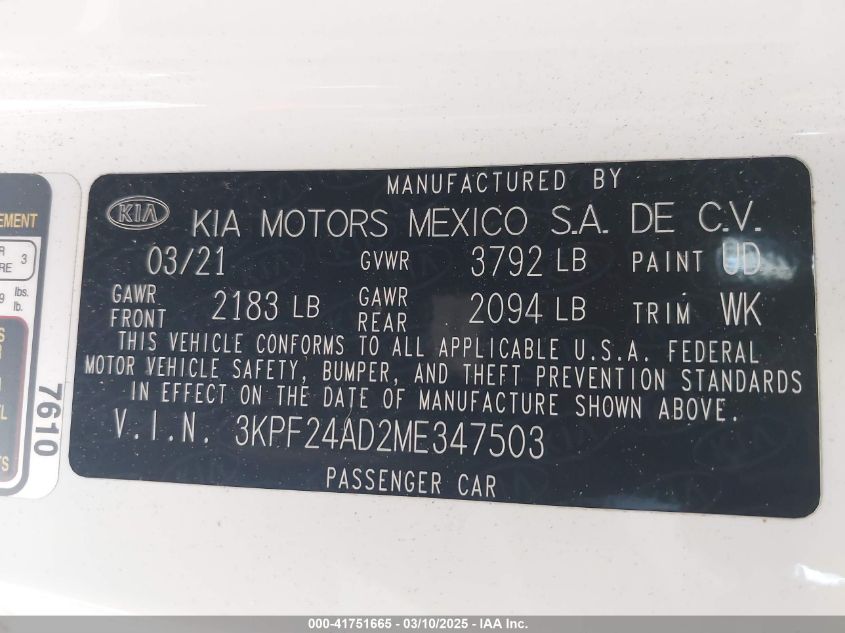 MANUFACTURED BY
KIA
KIA MOTORS MEXICO S.A. DE C.V.
03/21 GVWR 3792 LB PAINT UD
GAWR FRONT 2183 LB GAWR REAR 2094 LB TRIM WK
THIS VEHICLE CONFORMS TO ALL APPLICABLE U.S.A. FEDERAL
MOTOR VEHICLE SAFETY, BUMPER, AND THEFT PREVENTION STANDARDS
IN EFFECT ON THE DATE OF MANUFACTURE SHOWN ABOVE.
V.I.N. 3KPF24AD2ME347503
PASSENGER CAR
3
lbs.
lb.
7610
000-41751665 - 03/10/2025 - IAA Inc.